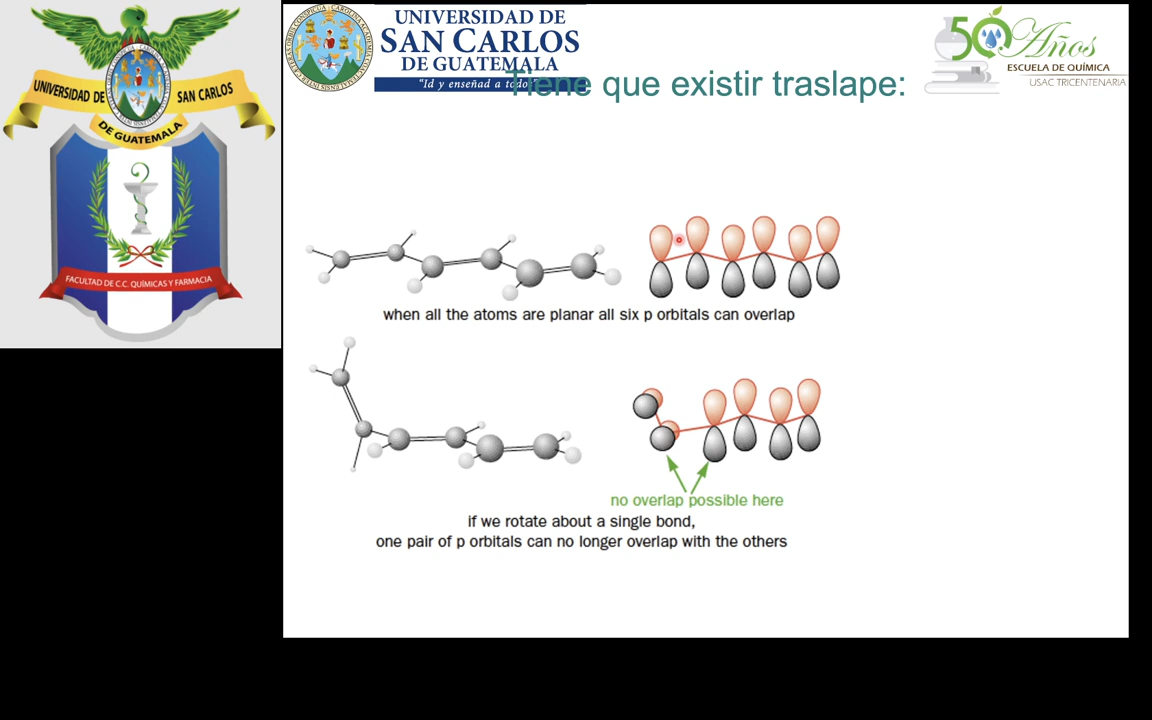 UNIVERSIDAD DE
SAN CARLOS
DE GUATEMALA
FACULTAD DE C.C. QUÍMICAS Y FARMACIA
UNIVERSIDAD DE
SAN CARLOS
DE GUATEMALA
"Id y enseñad a todos"
50 Años
ESCUELA DE QUÍMICA
USAC TRICENTENARIA
Tiene que existir traslape:
when all the atoms are planar all six p orbitals can overlap
no overlap possible here
if we rotate about a single bond,
one pair of p orbitals can no longer overlap with the others